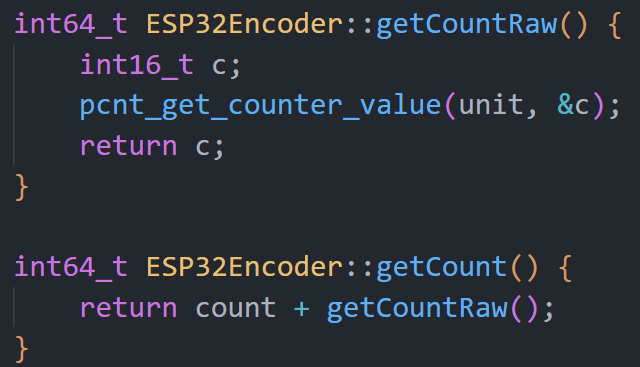 int64_t ESP32Encoder::getCountRaw() {
    int16_t c;
    pcnt_get_counter_value(unit, &c);
    return c;
}

int64_t ESP32Encoder::getCount() {
    return count + getCountRaw();
}